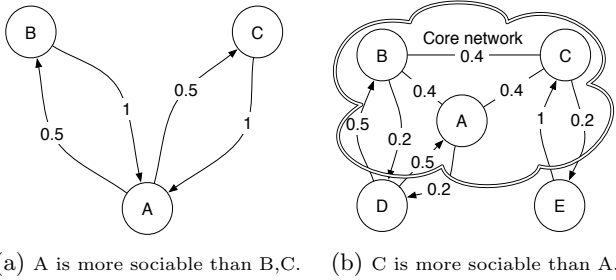 B
C
Core network
B
C
0.4
0.4
0.4
0.5
A
1
1
0.5
0.2
1
0.2
0.5
0.5
0.2
A
D
E
(a) A is more sociable than B,C.
(b) C is more sociable than A.